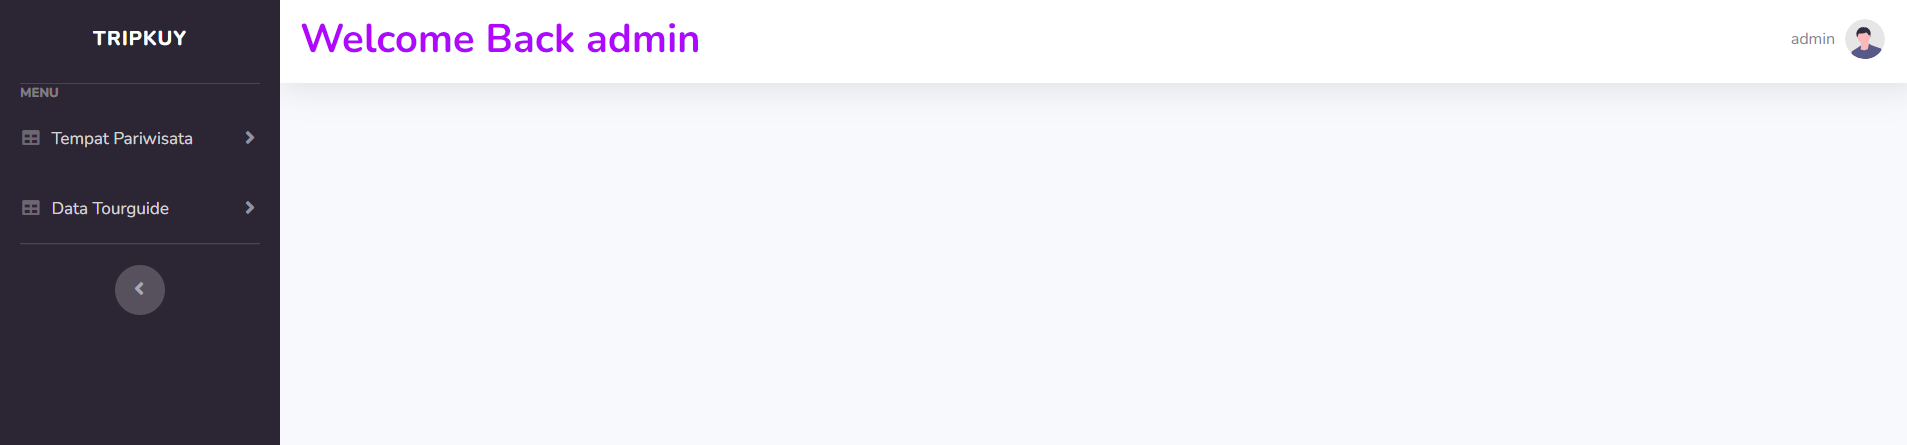 TRIPKUY
Welcome Back admin
admin
MENU
Tempat Pariwisata
Data Tourguide